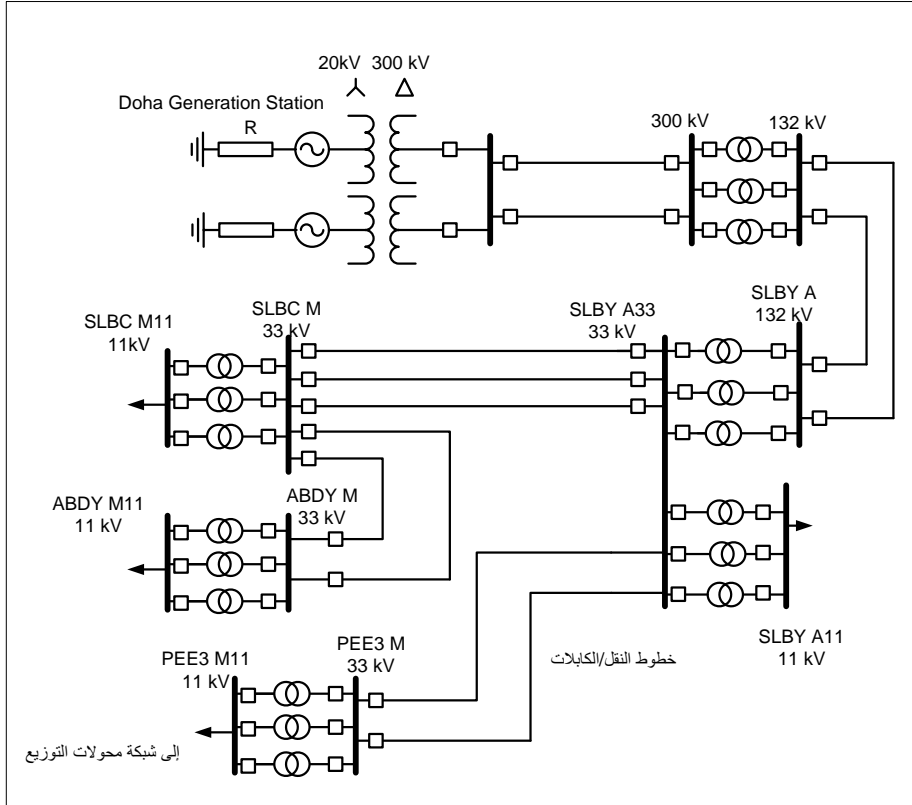 20kV
300 kV
Doha Generation Station
R
300 kV
132 kV
SLBC M11
11kV
SLBC M
33 kV
SLBY A33
33 kV
SLBY A
132 kV
ABDY M11
11 kV
ABDY M
33 kV
SLBY A11
11 kV
PEE3 M11
11 kV
PEE3 M
33 kV
خطوط النقل/الكابلات
إلى شبكة محولات التوزيع